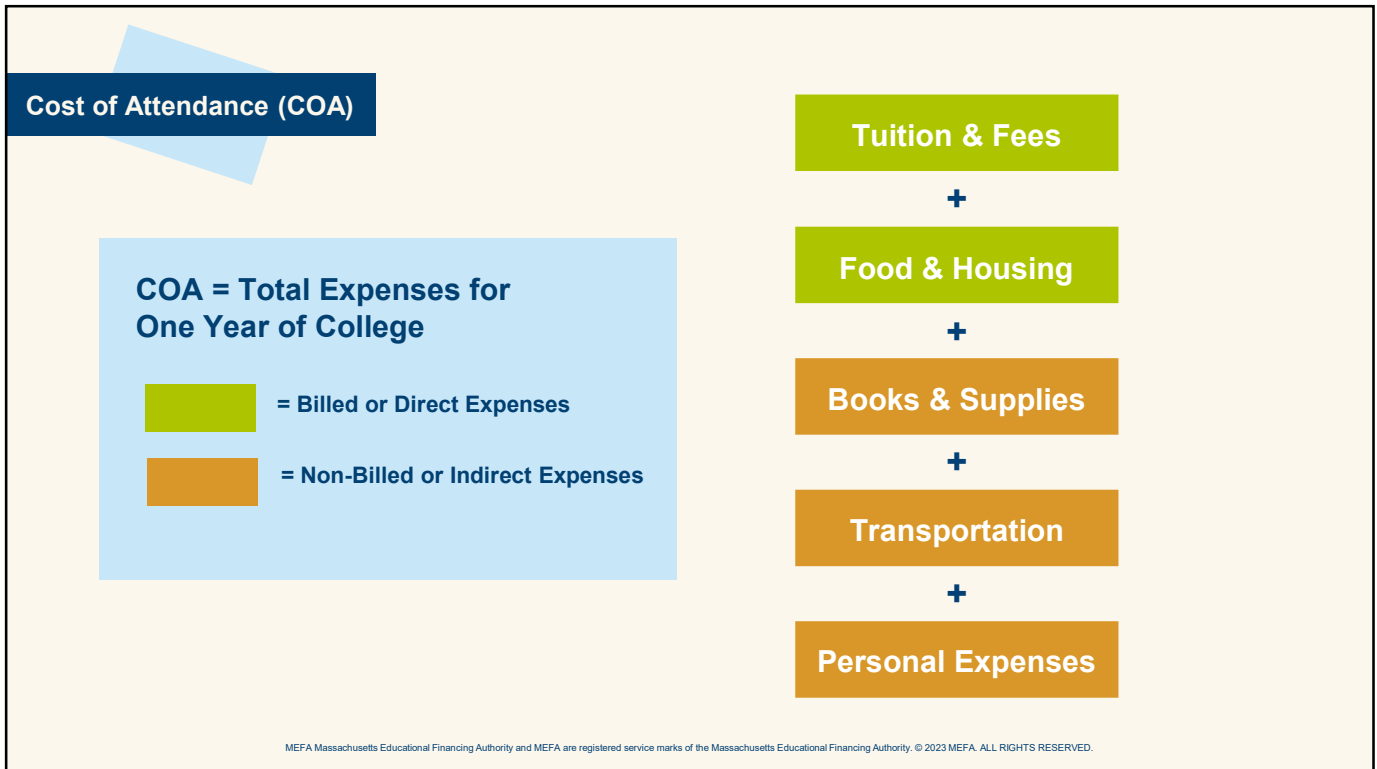 Cost of Attendance (COA)
COA = Total Expenses for
One Year of College
= Billed or Direct Expenses
= Non-Billed or Indirect Expenses
Tuition & Fees
+
Food & Housing
+
Books & Supplies
+
Transportation
+
Personal Expenses
MEFA Massachusetts Educational Financing Authority and MEFA are registered service marks of the Massachusetts Educational Financing Authority. © 2023 MEFA. ALL RIGHTS RESERVED.